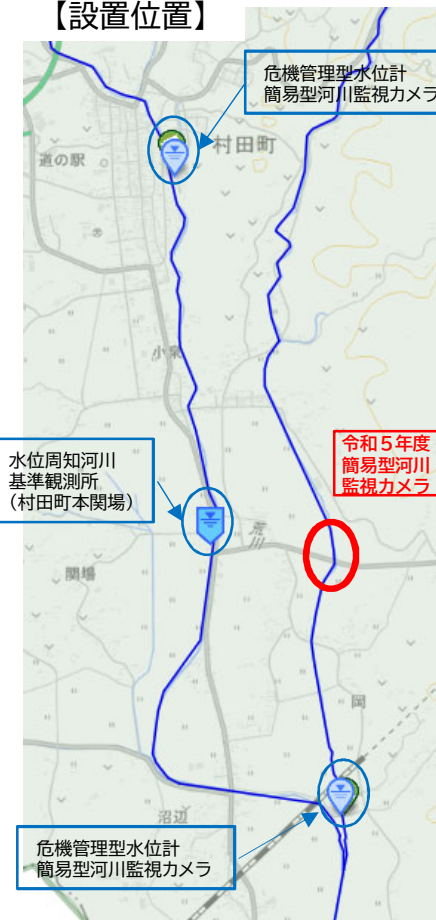 【設置位置】
危機管理型水位計
簡易型河川監視カメラ
村田町
道の駅
小泉
令和５年度
簡易型河川
監視カメラ
水位周知河川
基準観測所
（村田町本関場）
荒川
関場
岡
沼辺
危機管理型水位計
簡易型河川監視カメラ